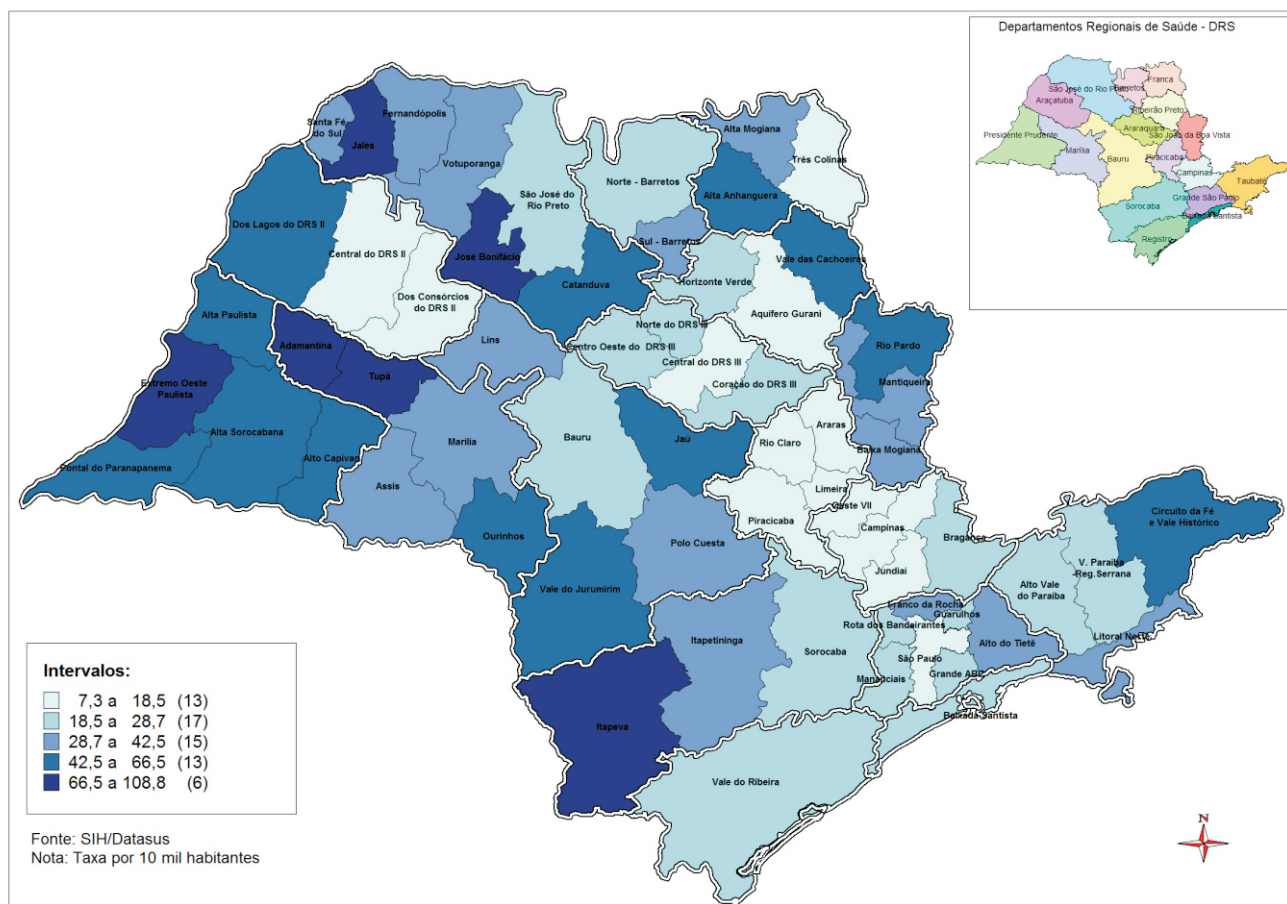 Departamentos Regionais de Saúde - DRS
Franca
Barretos
São José do Rio Preto
Araçatuba
Ribeirão Preto
Araraquara
São João da Boa Vista
Presidente Prudente
Marília
Bauru
Piracicaba
Campinas
Taubaté
Grande São Paulo
Sorocaba
Baixada Santista
Registro
Santa Fé
do Sul
Fernandópolis
Jales
Votuporanga
São José do
Rio Preto
Norte - Barretos
Alta Mogiana
Três Colinas
Alta Anhanguera
Dos Lagos do DRS II
Central do DRS II
José Bonifácio
Sul - Barretos
Vale das Cachoeiras
Catanduva
Horizonte Verde
Dos Consórcios
do DRS II
Alta Paulista
Aquífero Gurani
Norte do DRS III
Adamantina
Lins
Centro Oeste do DRS III
Rio Pardo
Tupã
Central do DRS III
Extremo Oeste
Paulista
Coração do DRS III
Mantiqueira
Alta Sorocabana
Marília
Bauru
Jaú
Araras
Rio Claro
Baixa Mogiana
Pontal do Paranapanema
Alto Capivari
Assis
Limeira
Oeste VII
Piracicaba
Campinas
Circuito da Fé
e Vale Histórico
Ourinhos
Polo Cuesta
Bragança
Jundiaí
V. Paraíba
-Reg.Serrana
Alto Vale
do Paraíba
Vale do Jurumirim
Franco da Rocha
Guarulhos
Rota dos Bandeirantes
Itapetininga
Alto do Tietê
Litoral Norte
Sorocaba
São Paulo
Grande ABC
Mananciais
Baixada Santista
Itapeva
Vale do Ribeira
Intervalos:
7,3 a 18,5 (13)
18,5 a 28,7 (17)
28,7 a 42,5 (15)
42,5 a 66,5 (13)
66,5 a 108,8 (6)
Fonte: SIH/Datasus
Nota: Taxa por 10 mil habitantes
N